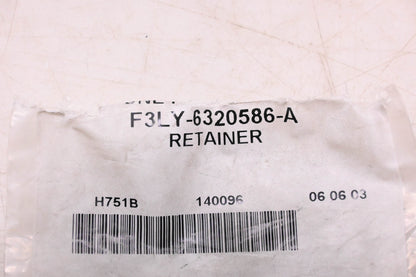 F3LY-6320586-A
RETAINER
H751B 140096 06 06 03